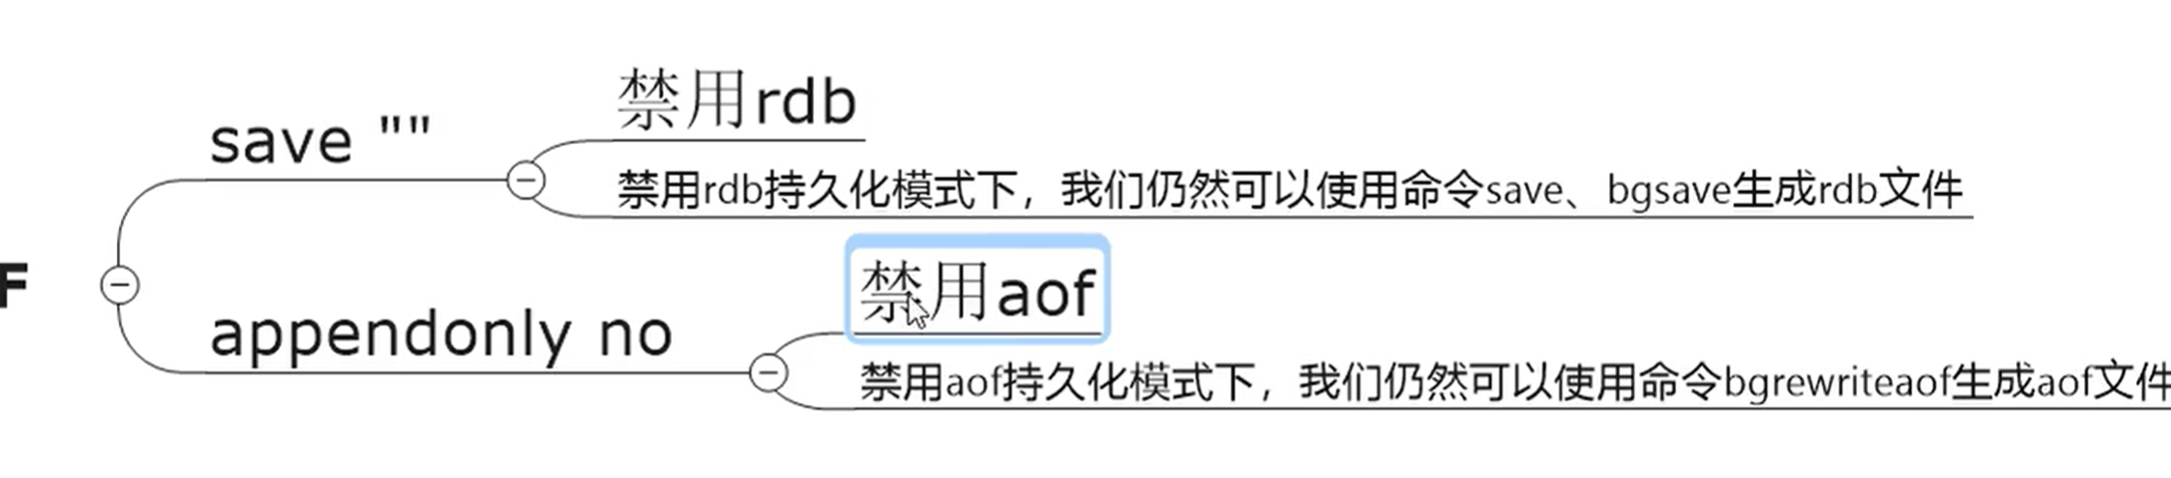 save ""
禁用rdb
禁用rdb持久化模式下，我们仍然可以使用命令save、bgsave生成rdb文件
F
appendonly no
禁用aof
禁用aof持久化模式下，我们仍然可以使用命令bgrewriteaof生成aof文件